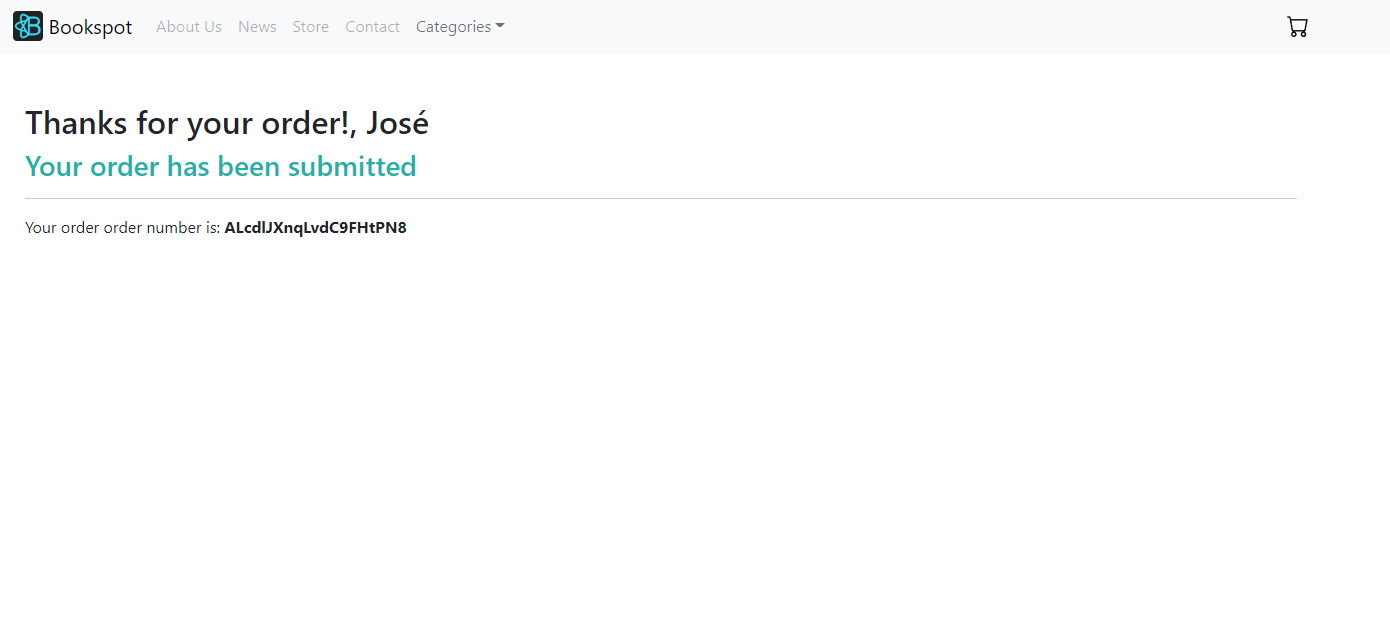 Bookspot About Us News Store Contact Categories
Thanks for your order!, José
Your order has been submitted
Your order order number is: ALcdlJXnqLvdC9FHtPN8